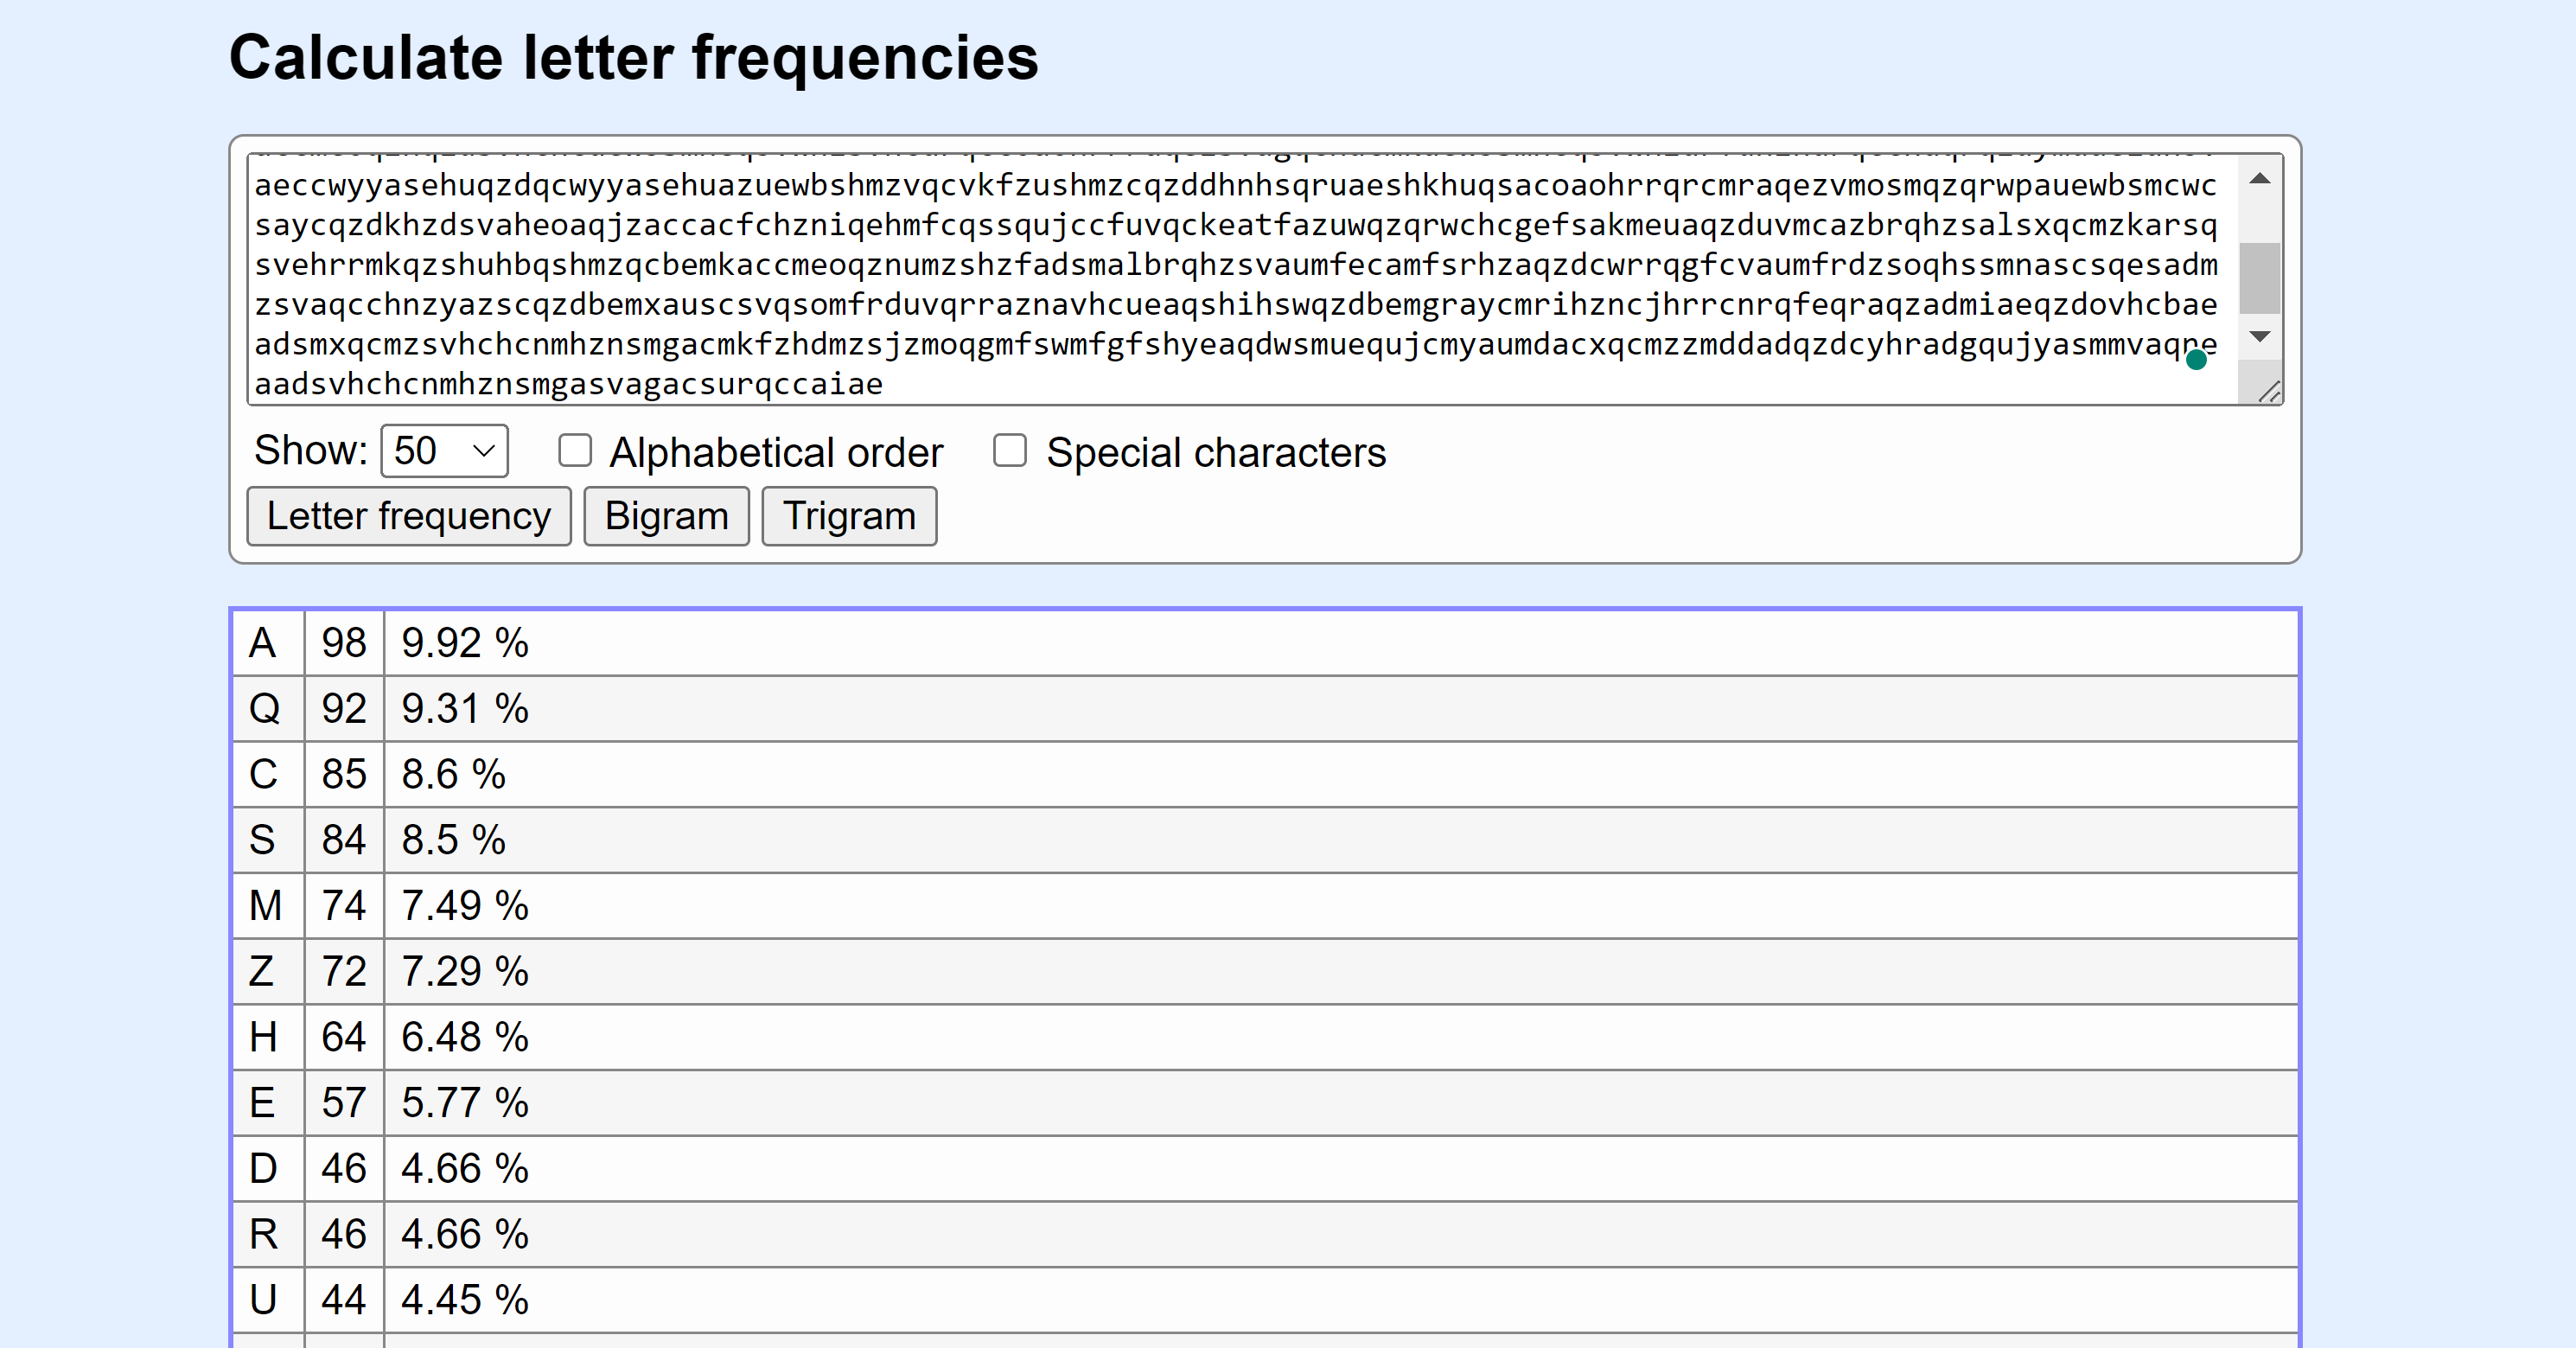 Calculate letter frequencies
aeccwyyasehuqzdqcwyyasehuazuewbshmzvqcvkfzushmzcqzddhnhsqruaeshkhuqsacoaohrrqrcmraqezvmosmqzqrwpauewbsmcwc
saycqzdkhzdsvaheoaqjzaccacfchzniqehmfcqssqujccfuvqckeatfazuwqzqrwchcgefsakmeuaqzduvmcazbrqhzsalsxqcmzkarsq
svehrrmkqzshuhbqshmzqcbemkaccmeoqznumzshzfadsmalbrqhzsvaumfecamfsrhzaqzdcwrrqgfcvaumfrdzsoqhssmnascsqesadm
zsvaqcchnzyazscqzdbemxauscsvqsomfrduvqrraznavhcueaqshihswqzdbemgraycmrihzncjhrrcnrqfeqraqzadmiaeqzdovhcbae
adsmxqcmzsvhchcnmhznsmgacmkfzhdmzsjzmoqgmfswmfgfshyeaqdwsmuequjcmyaumdacxqcmzzmddadqzdcyhradgqujyasmmvaqne
aadsvhchcnmhznsmgasvagacsurqccaiae
Show: 50 Alphabetical order Special characters
Letter frequency Bigram Trigram
A 98 9.92 %
Q 92 9.31 %
C 85 8.6 %
S 84 8.5 %
M 74 7.49 %
Z 72 7.29 %
H 64 6.48 %
E 57 5.77 %
D 46 4.66 %
R 46 4.66 %
U 44 4.45 %